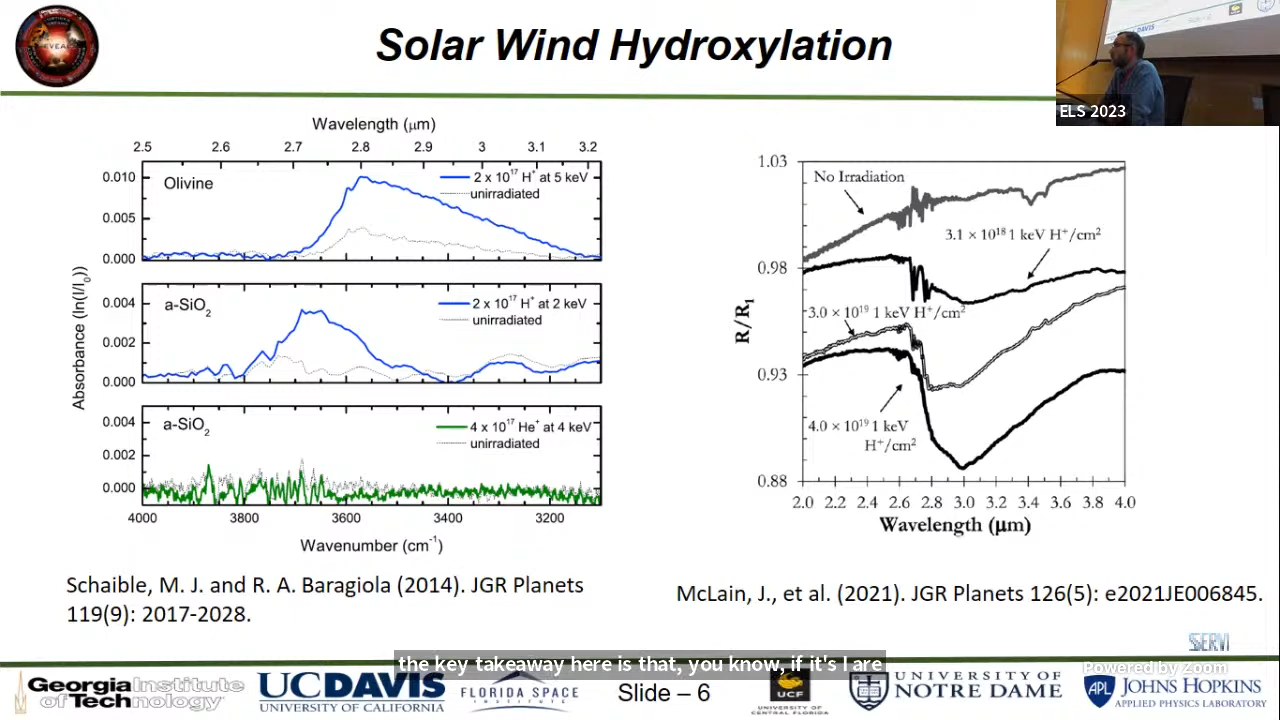 Solar Wind Hydroxylation
ELS 2023
Wavelength (μm)
2.5 2.6 2.7 2.8 2.9 3 3.1 3.2
0.010
0.005
0.000
Olivine
2 x 10¹⁷ H⁺ at 5 keV
unirradiated
0.004
0.002
0.000
a-SiO₂
2 x 10¹⁷ H⁺ at 2 keV
unirradiated
0.004
0.002
0.000
a-SiO₂
4 x 10¹⁷ He⁺ at 4 keV
unirradiated
Absorbance (ln(I/I₀))
4000 3800 3600 3400 3200
Wavenumber (cm⁻¹)
1.03
0.98
0.93
0.88
R/R₁
No Irradiation
3.1 × 10¹⁸ 1 keV H⁺/cm²
3.0 × 10¹⁹ 1 keV H⁺/cm²
4.0 × 10¹⁹ 1 keV
H⁺/cm²
2.0 2.2 2.4 2.6 2.8 3.0 3.2 3.4 3.6 3.8 4.0
Wavelength (μm)
Schaible, M. J. and R. A. Baragiola (2014). JGR Planets
119(9): 2017-2028.
McLain, J., et al. (2021). JGR Planets 126(5): e2021JE006845.
SSERVI
the key takeaway here is that, you know, if it's I are
Powered by Zoom
Georgia Institute
of Technology
UCDAVIS
UNIVERSITY OF CALIFORNIA
FLORIDA SPACE
INSTITUTE
Slide – 6
UCF
UNIVERSITY OF
CENTRAL FLORIDA
UNIVERSITY OF
NOTRE DAME
APL
JOHNS HOPKINS
APPLIED PHYSICS LABORATORY